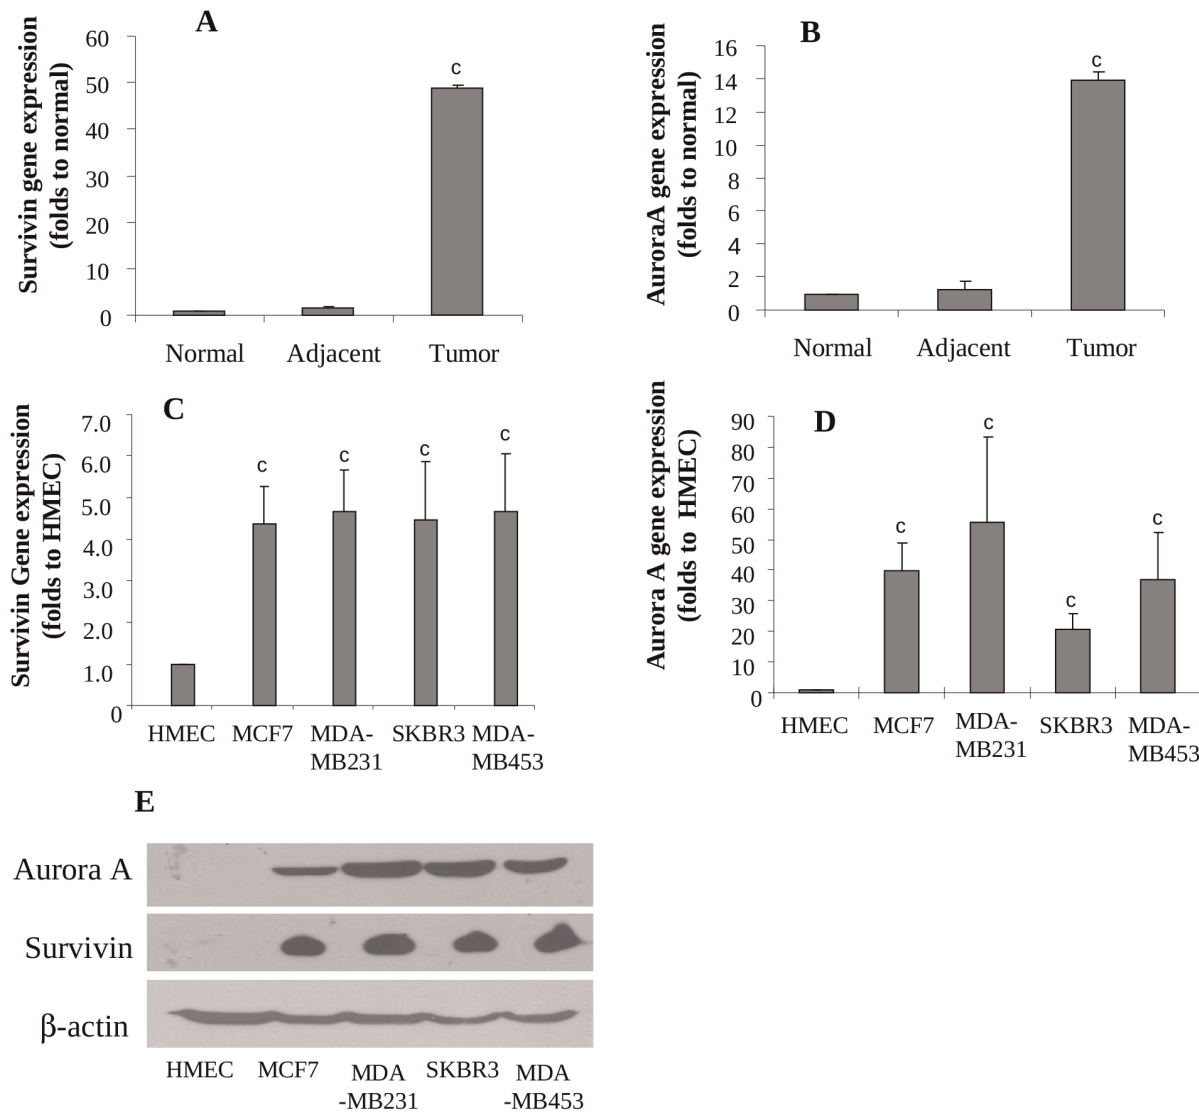 A
Survivin gene expression
(folds to normal)
60
50
40
30
20
10
0
c
Normal Adjacent Tumor
B
AuroraA gene expression
(folds to normal)
16
14
12
10
8
6
4
2
0
c
Normal Adjacent Tumor
C
Survivin Gene expression
(folds to HMEC)
7.0
6.0
5.0
4.0
3.0
2.0
1.0
0
c c c c
HMEC MCF7 MDA- SKBR3 MDA-
MB231 MB453
D
Aurora A gene expression
(folds to HMEC)
90
80
70
60
50
40
30
20
10
0
c c c c
HMEC MCF7 MDA- SKBR3 MDA-
MB231 MB453
E
Aurora A
Survivin
β-actin
HMEC MCF7 MDA SKBR3 MDA
-MB231 -MB453